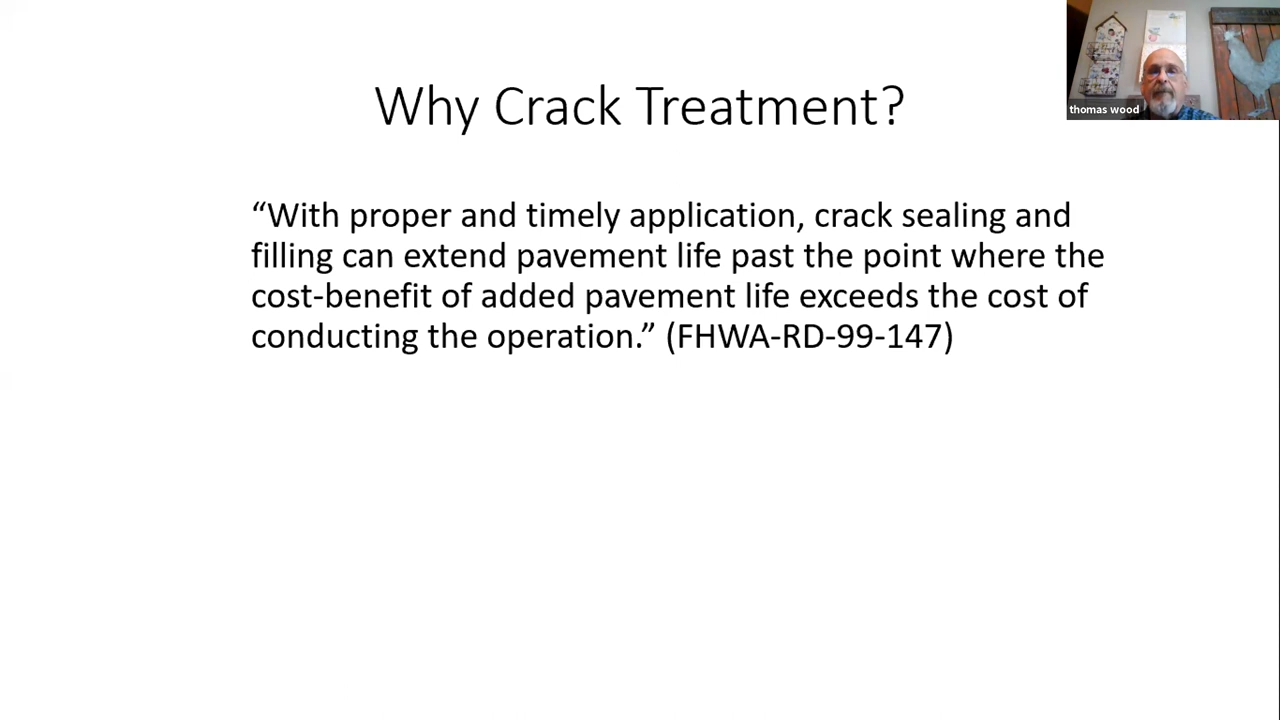 Why Crack Treatment?
thomas wood
“With proper and timely application, crack sealing and
filling can extend pavement life past the point where the
cost-benefit of added pavement life exceeds the cost of
conducting the operation.” (FHWA-RD-99-147)